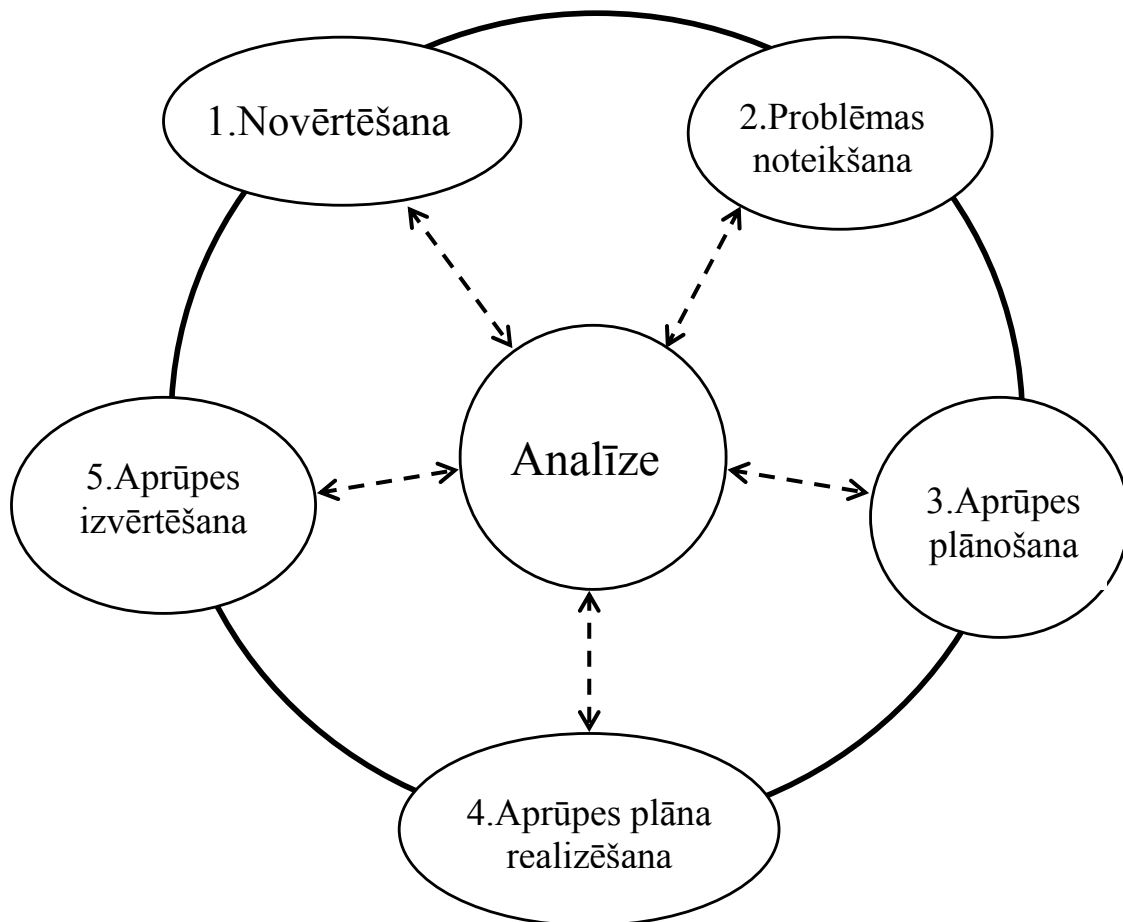 1.Novērtēšana
2.Problēmas
noteikšana
Analīze
3.Aprūpes
plānošana
4.Aprūpes plāna
realizēšana
5.Aprūpes
izvērtēšana